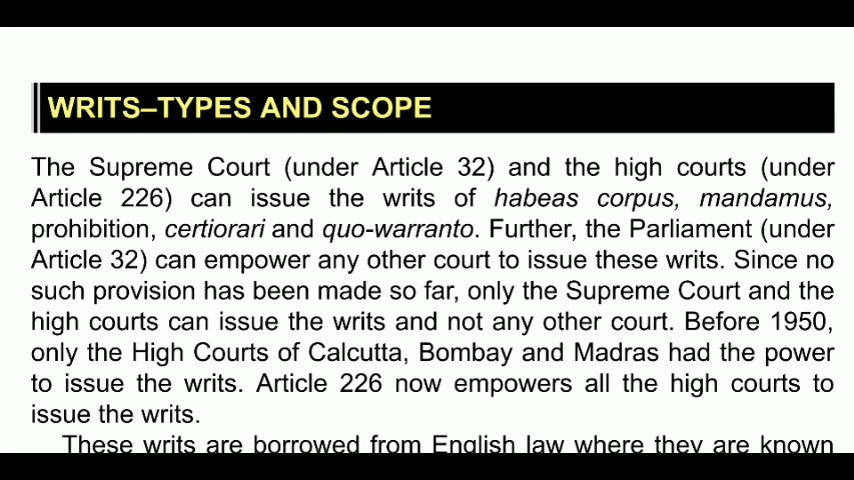 WRITS–TYPES AND SCOPE
The Supreme Court (under Article 32) and the high courts (under
Article 226) can issue the writs of habeas corpus, mandamus,
prohibition, certiorari and quo-warranto. Further, the Parliament (under
Article 32) can empower any other court to issue these writs. Since no
such provision has been made so far, only the Supreme Court and the
high courts can issue the writs and not any other court. Before 1950,
only the High Courts of Calcutta, Bombay and Madras had the power
to issue the writs. Article 226 now empowers all the high courts to
issue the writs.
These writs are borrowed from English law where they are known